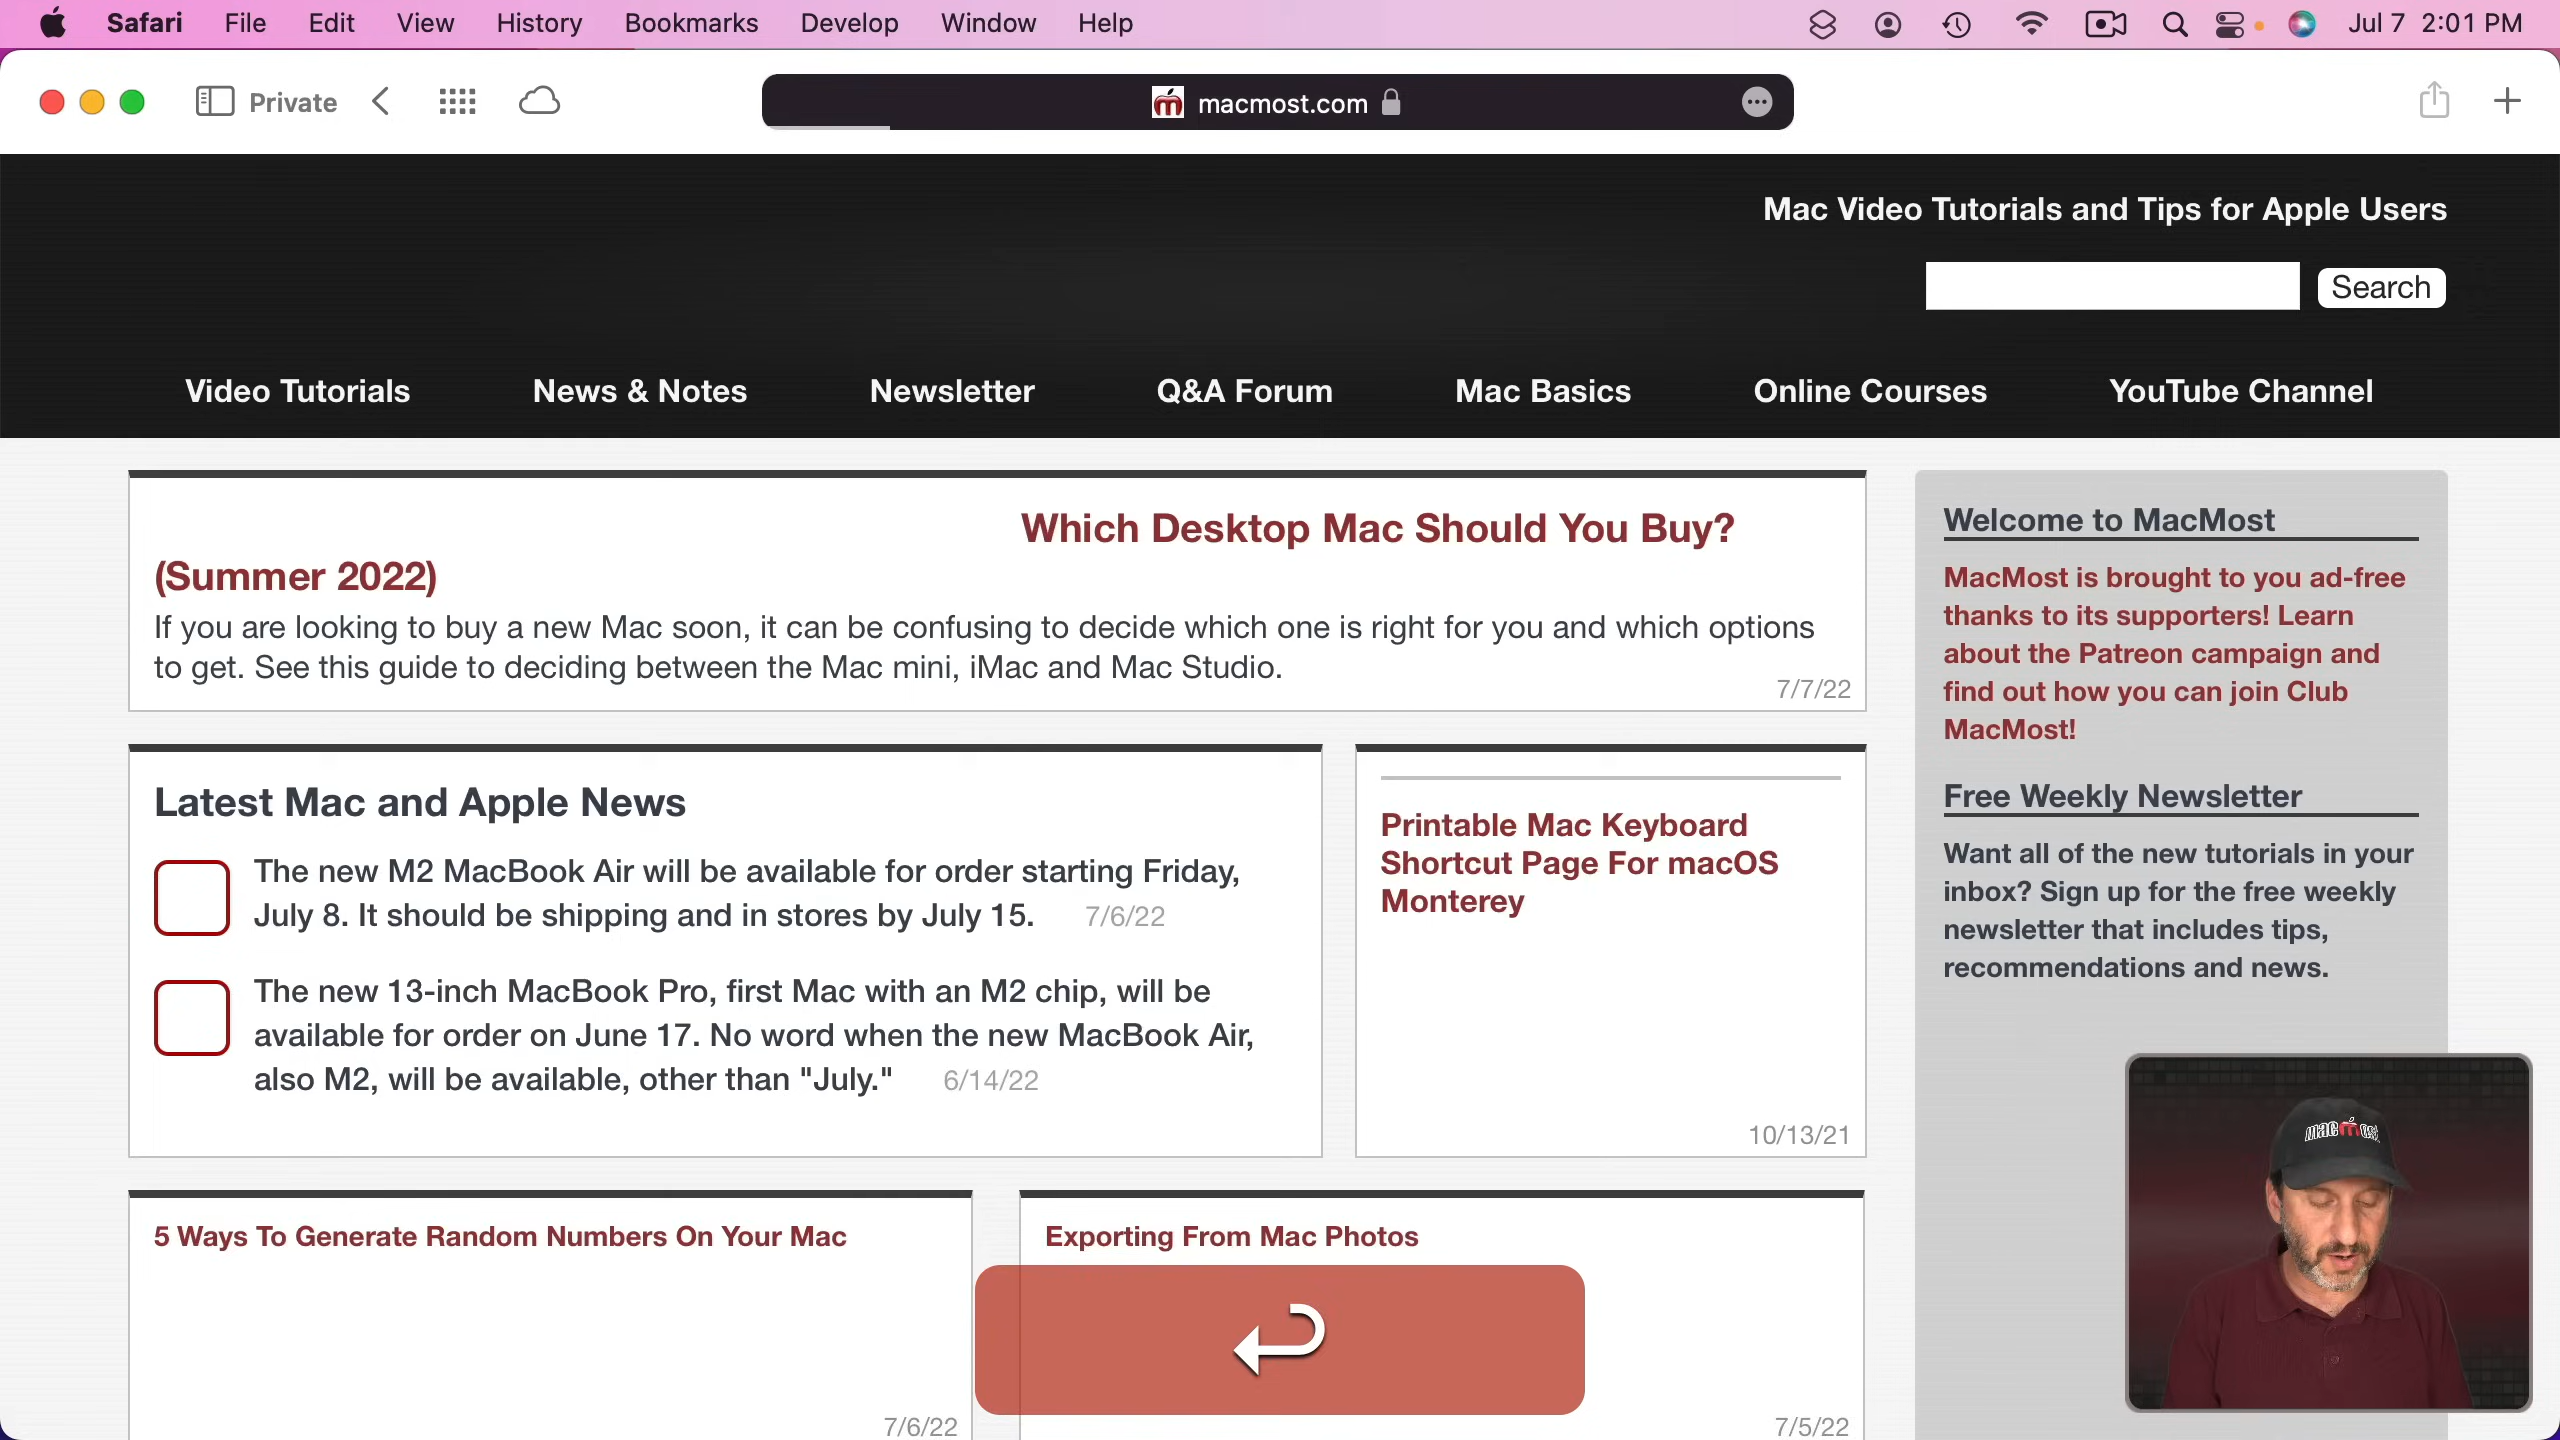 Safari File Edit View History Bookmarks Develop Window Help Jul 7 2:01 PM
Private macmost.com
Mac Video Tutorials and Tips for Apple Users
Search
Video Tutorials News & Notes Newsletter Q&A Forum Mac Basics Online Courses YouTube Channel
Which Desktop Mac Should You Buy?
(Summer 2022)
If you are looking to buy a new Mac soon, it can be confusing to decide which one is right for you and which options
to get. See this guide to deciding between the Mac mini, iMac and Mac Studio.
7/7/22
Latest Mac and Apple News
The new M2 MacBook Air will be available for order starting Friday,
July 8. It should be shipping and in stores by July 15. 7/6/22
The new 13-inch MacBook Pro, first Mac with an M2 chip, will be
available for order on June 17. No word when the new MacBook Air,
also M2, will be available, other than "July." 6/14/22
Printable Mac Keyboard
Shortcut Page For macOS
Monterey
10/13/21
5 Ways To Generate Random Numbers On Your Mac
7/6/22
Exporting From Mac Photos
7/5/22
Welcome to MacMost
MacMost is brought to you ad-free
thanks to its supporters! Learn
about the Patreon campaign and
find out how you can join Club
MacMost!
Free Weekly Newsletter
Want all of the new tutorials in your
inbox? Sign up for the free weekly
newsletter that includes tips,
recommendations and news.
macmost